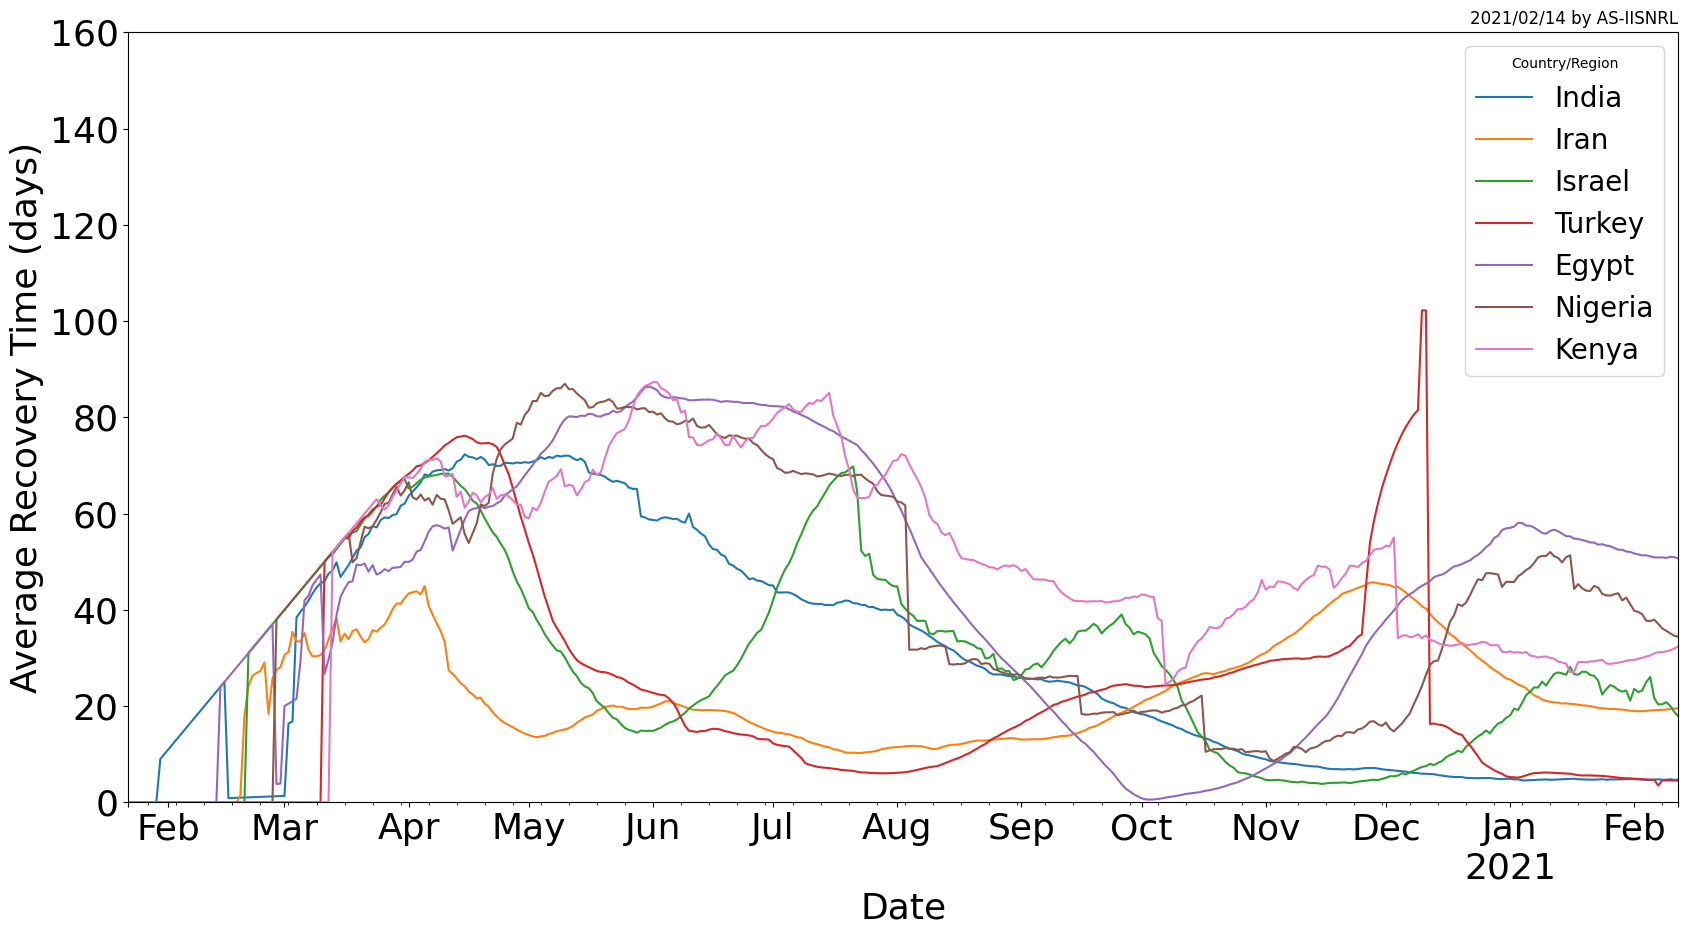 2021/02/14 by AS-IISNRL
160
140
120
100
80
60
40
20
0
Average Recovery Time (days)
Country/Region
India
Iran
Israel
Turkey
Egypt
Nigeria
Kenya
Feb Mar Apr May Jun Jul Aug Sep Oct Nov Dec Jan Feb
2021
Date